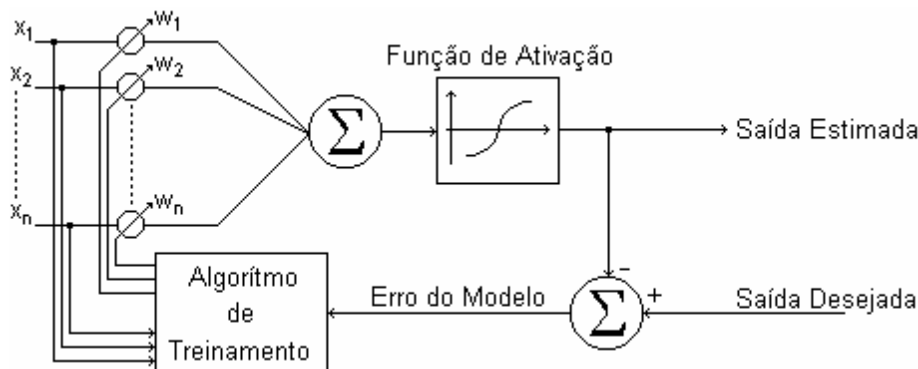 x1
w1
x2
w2
xn
wn
Σ
Função de Ativação
Saída Estimada
Algorítmo
de
Treinamento
Erro do Modelo
Σ
-
+
Saída Desejada